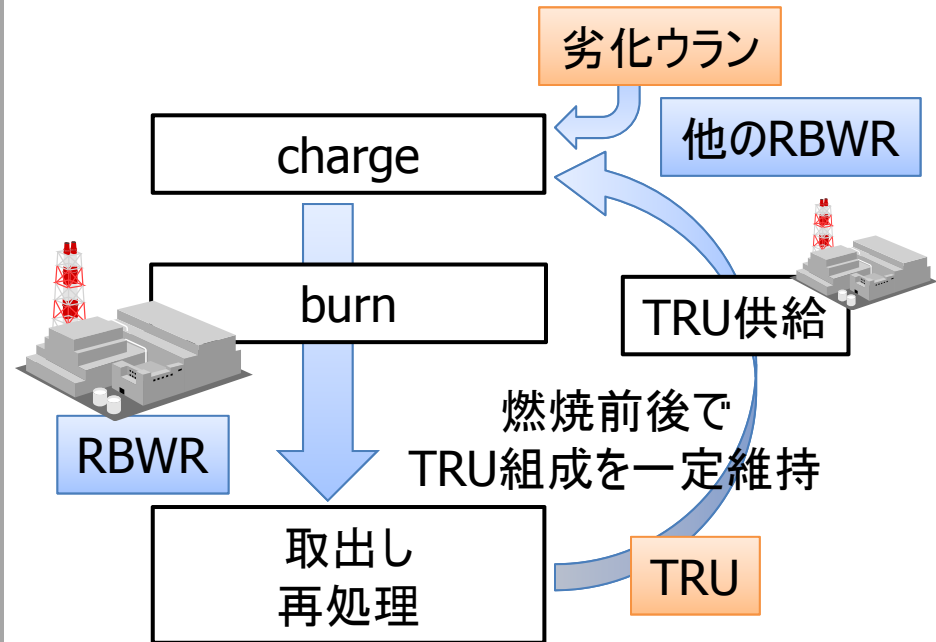 劣化ウラン
charge
他のRBWR
burn
TRU供給
燃焼前後で
TRU組成を一定維持
RBWR
取出し
再処理
TRU